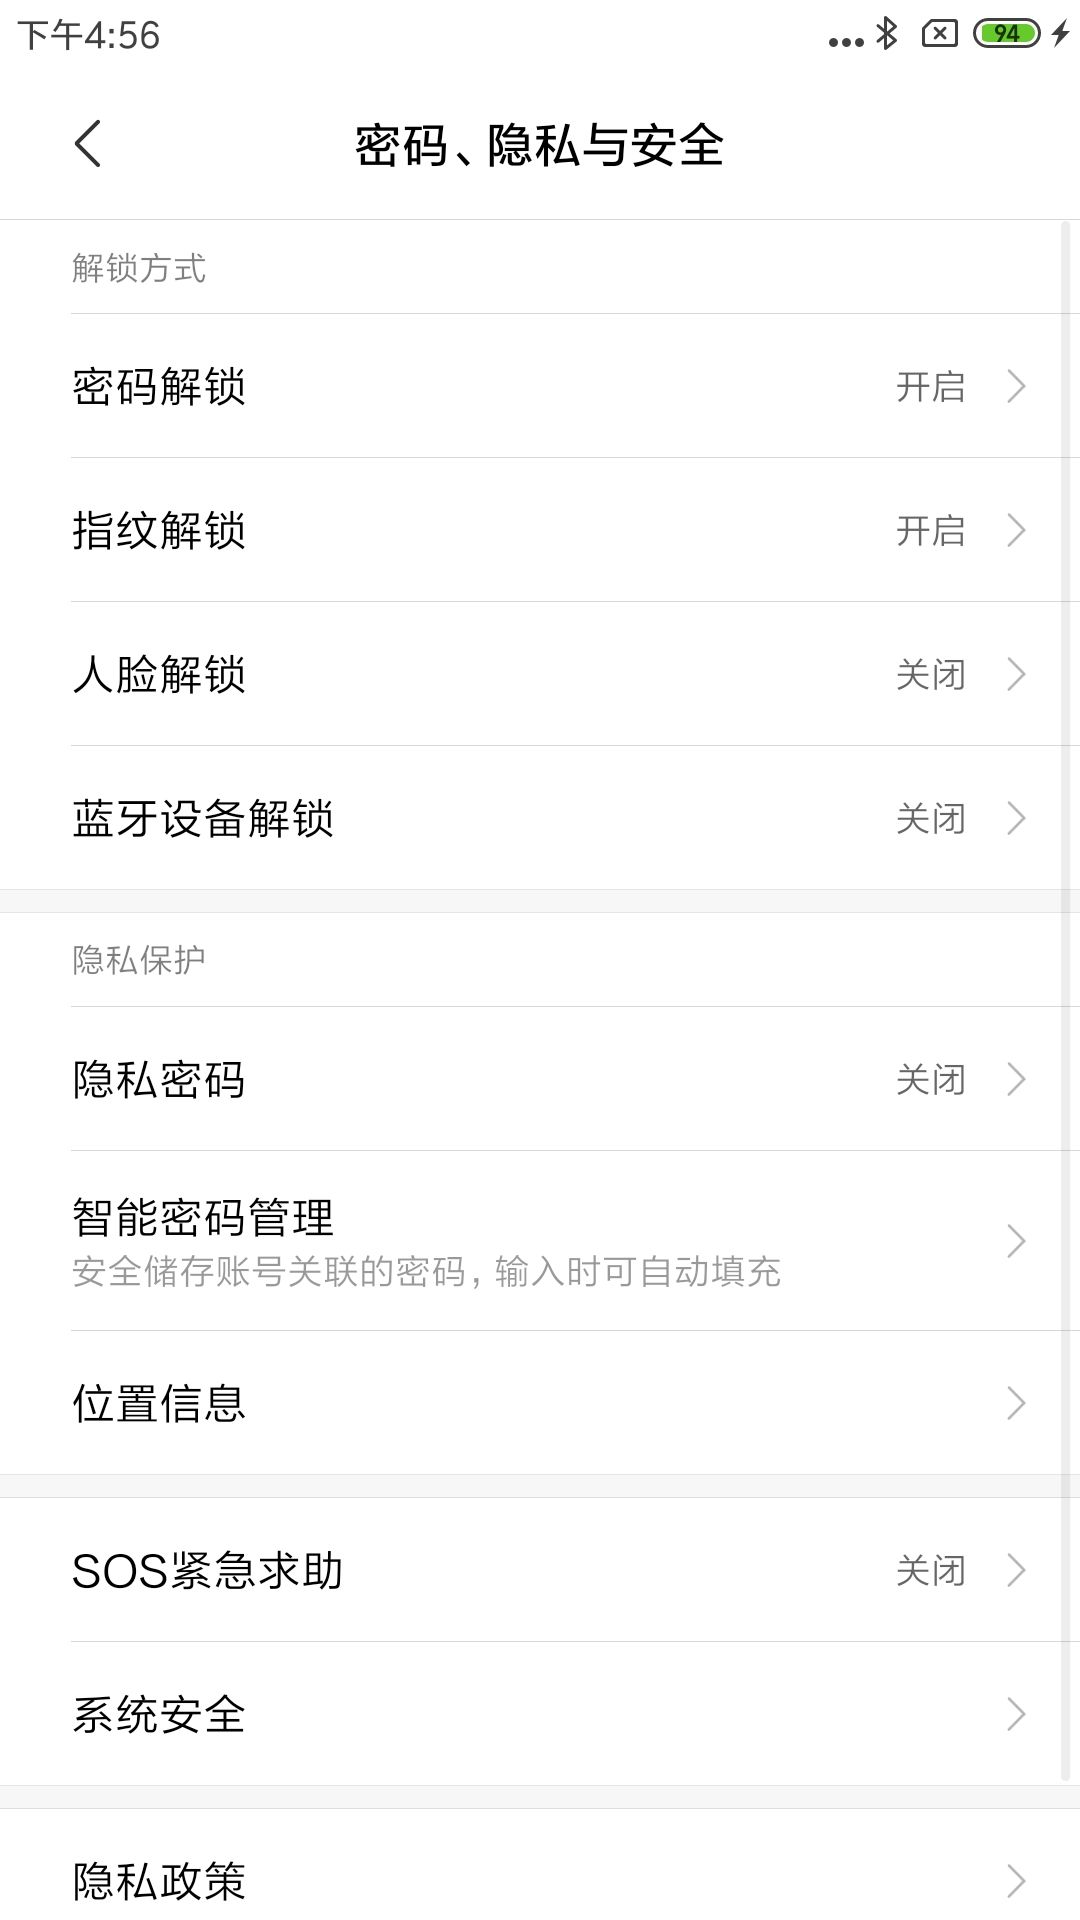 下午4:56
94
密码、隐私与安全
解锁方式
密码解锁 开启
指纹解锁 开启
人脸解锁 关闭
蓝牙设备解锁 关闭
隐私保护
隐私密码 关闭
智能密码管理
安全储存账号关联的密码，输入时可自动填充
位置信息
SOS紧急求助 关闭
系统安全
隐私政策